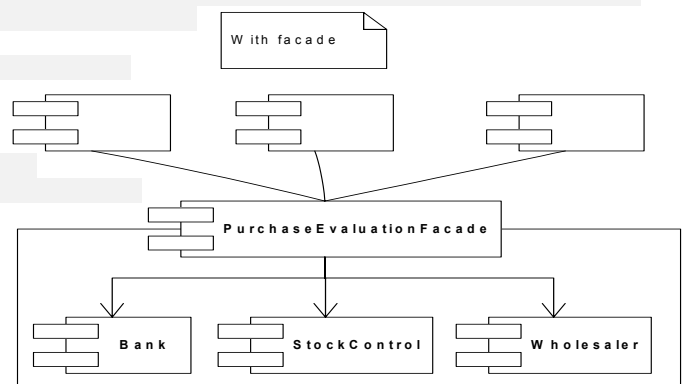 With facade
PurchaseEvaluationFacade
Bank
StockControl
Wholesaler